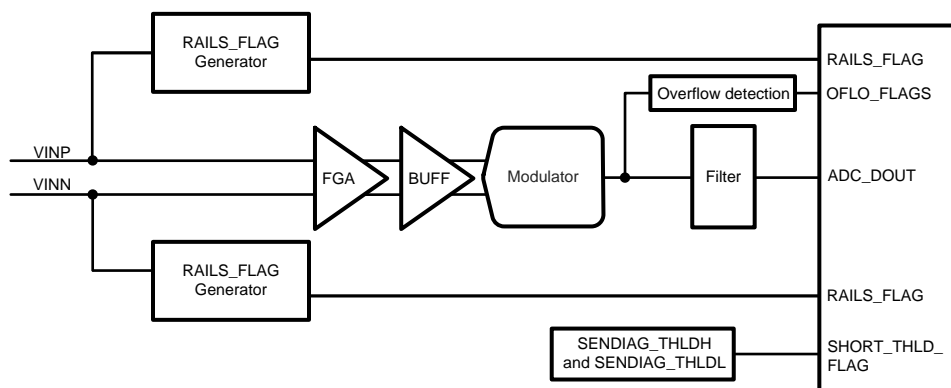 RAILS_FLAG
Generator
RAILS_FLAG
Overflow detection
OFLO_FLAGS
VINP
FGA
BUFF
Modulator
Filter
ADC_DOUT
VINN
RAILS_FLAG
Generator
RAILS_FLAG
SENDIAG_THLDH
and SENDIAG_THLDL
SHORT_THLD_
FLAG